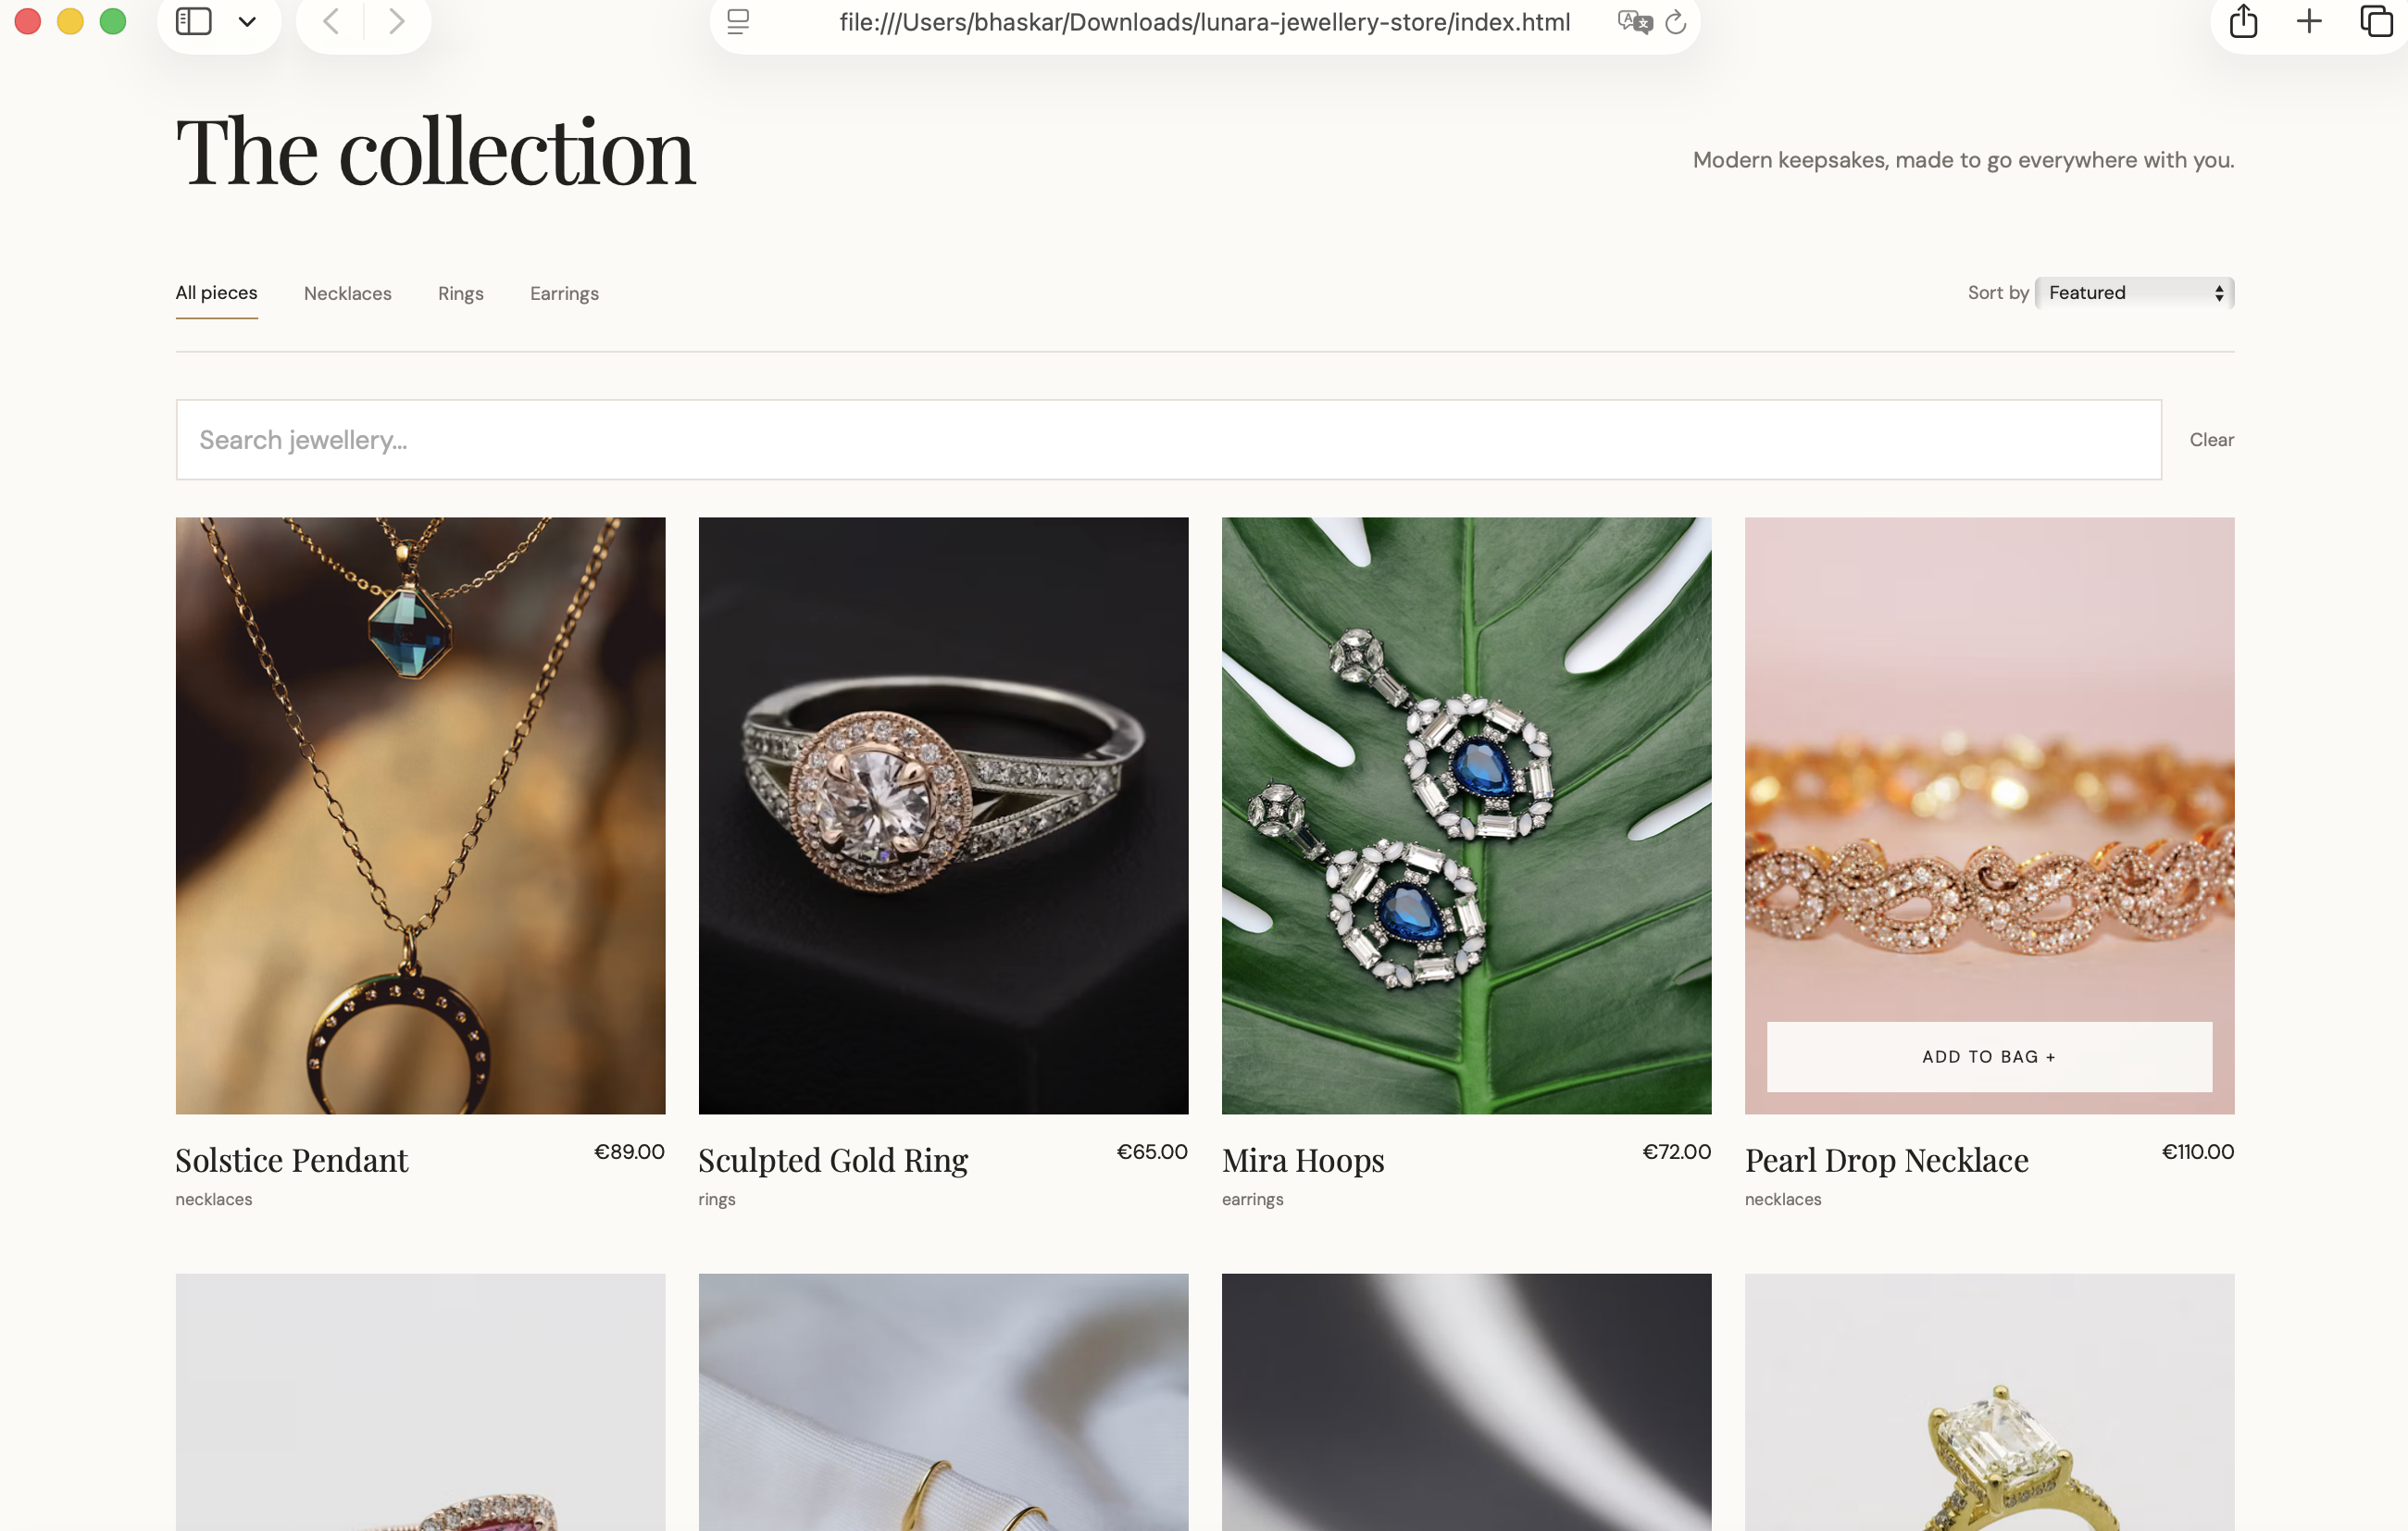 file:///Users/bhaskar/Downloads/lunara-jewellery-store/index.html
The collection
Modern keepsakes, made to go everywhere with you.
All pieces Necklaces Rings Earrings Sort by Featured
Search jewellery... Clear
ADD TO BAG +
Solstice Pendant €89.00 Sculpted Gold Ring €65.00 Mira Hoops €72.00 Pearl Drop Necklace €110.00
necklaces rings earrings necklaces